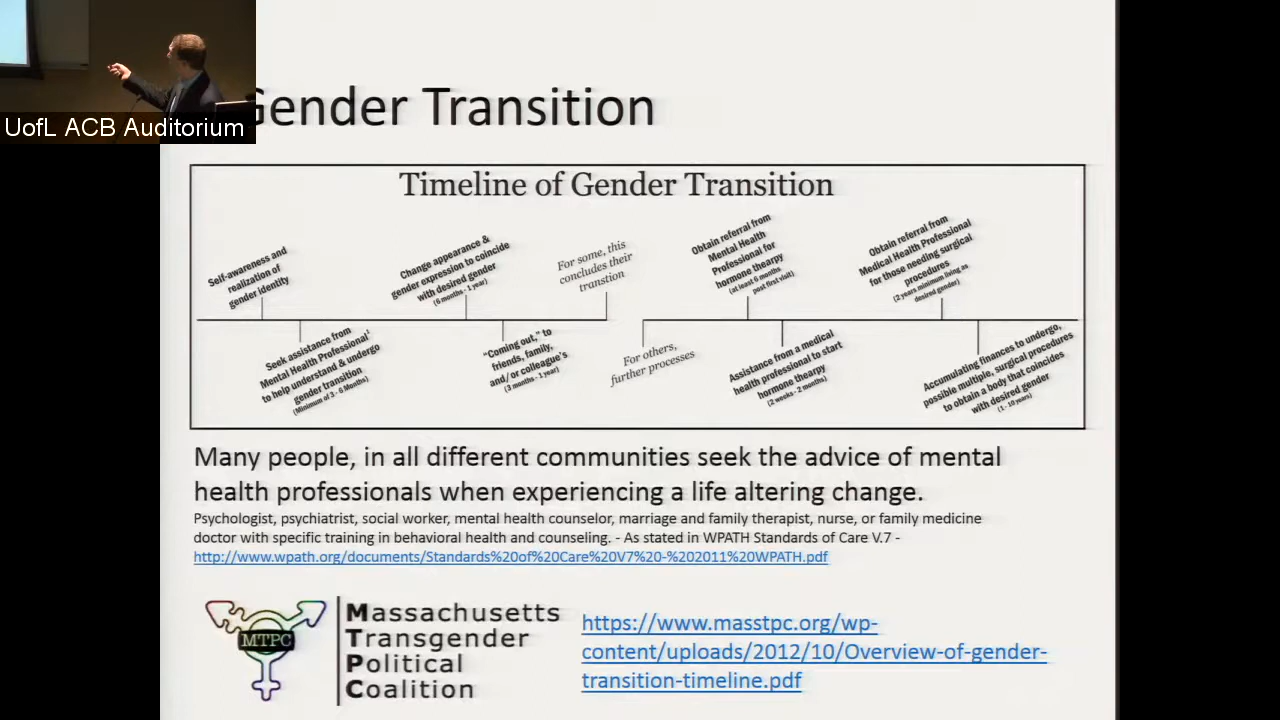 UofL ACB Auditorium
Gender Transition
Timeline of Gender Transition
Self-awareness and
realization of
gender identity
Seek assistance from
Mental Health Professional¹
to help understand & undergo
gender transition
(Minimum of 3 - 6 Months)
Change appearance &
gender expression to coincide
with desired gender
(6 months - 1 year)
"Coming out," to
friends, family,
and/or colleague's
(3 months - 1 year)
For some, this
concludes their
transtion
For others,
further processes
Obtain referral from
Mental Health
Professional for
hormone thearpy
(at least 6 months
post first visit)
Assistance from a medical
health professional to start
hormone thearpy
(2 weeks - 2 months)
Obtain referral from
Medical Health Professional
for those needing surgical
procedures
(2 years minimum living as
desired gender)
Accumulating finances to undergo,
possible multiple, surgical procedures
to obtain a body that coincides
with desired gender
(1 - 10 years)
Many people, in all different communities seek the advice of mental
health professionals when experiencing a life altering change.
Psychologist, psychiatrist, social worker, mental health counselor, marriage and family therapist, nurse, or family medicine
doctor with specific training in behavioral health and counseling. - As stated in WPATH Standards of Care V.7 -
http://www.wpath.org/documents/Standards%20of%20Care%20V7%20-%202011%20WPATH.pdf
MTPC
Massachusetts
Transgender
Political
Coalition
https://www.masstpc.org/wp-
content/uploads/2012/10/Overview-of-gender-
transition-timeline.pdf